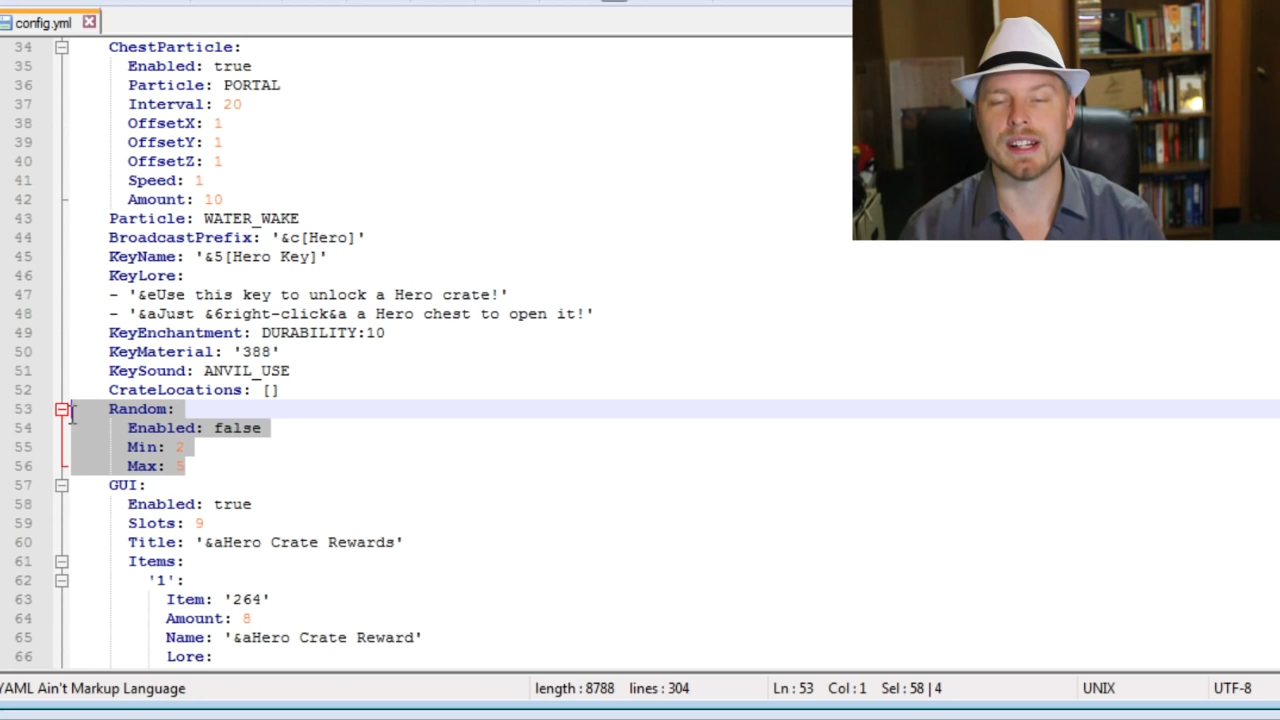 config.yml
34 ChestParticle:
35 Enabled: true
36 Particle: PORTAL
37 Interval: 20
38 OffsetX: 1
39 OffsetY: 1
40 OffsetZ: 1
41 Speed: 1
42 Amount: 10
43 Particle: WATER_WAKE
44 BroadcastPrefix: '&c[Hero]'
45 KeyName: '&5[Hero Key]'
46 KeyLore:
47 - '&eUse this key to unlock a Hero crate!'
48 - '&aJust &6right-click&a a Hero chest to open it!'
49 KeyEnchantment: DURABILITY:10
50 KeyMaterial: '388'
51 KeySound: ANVIL_USE
52 CrateLocations: []
53 Random:
54 Enabled: false
55 Min: 2
56 Max: 5
57 GUI:
58 Enabled: true
59 Slots: 9
60 Title: '&aHero Crate Rewards'
61 Items:
62 '1':
63 Item: '264'
64 Amount: 8
65 Name: '&aHero Crate Reward'
66 Lore:
YAML Ain't Markup Language length : 8788 lines : 304 Ln : 53 Col : 1 Sel : 58 | 4 UNIX UTF-8